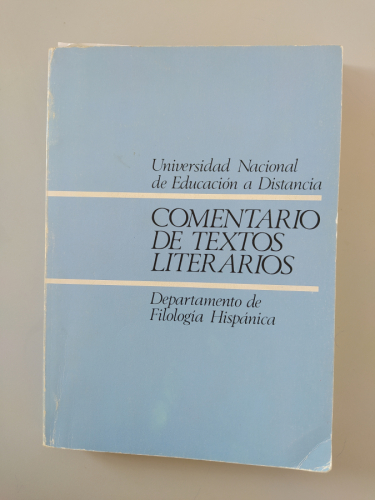 Universidad Nacional
de Educación a Distancia
COMENTARIO
DE TEXTOS
LITERARIOS
Departamento de
Filología Hispánica